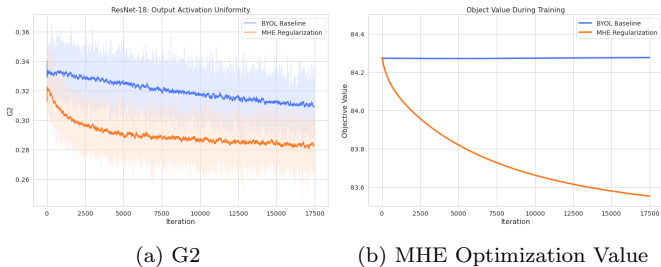 ResNet-18: Output Activation Uniformity
BYOL Baseline
MHE Regularization
0.36
0.34
0.32
0.30
0.28
0.26
G2
0 2500 5000 7500 10000 12500 15000 17500
Iteration
(a) G2
Object Value During Training
BYOL Baseline
MHE Regularization
84.4
84.2
84.0
83.8
83.6
Objective Value
0 2500 5000 7500 10000 12500 15000 17500
Iteration
(b) MHE Optimization Value